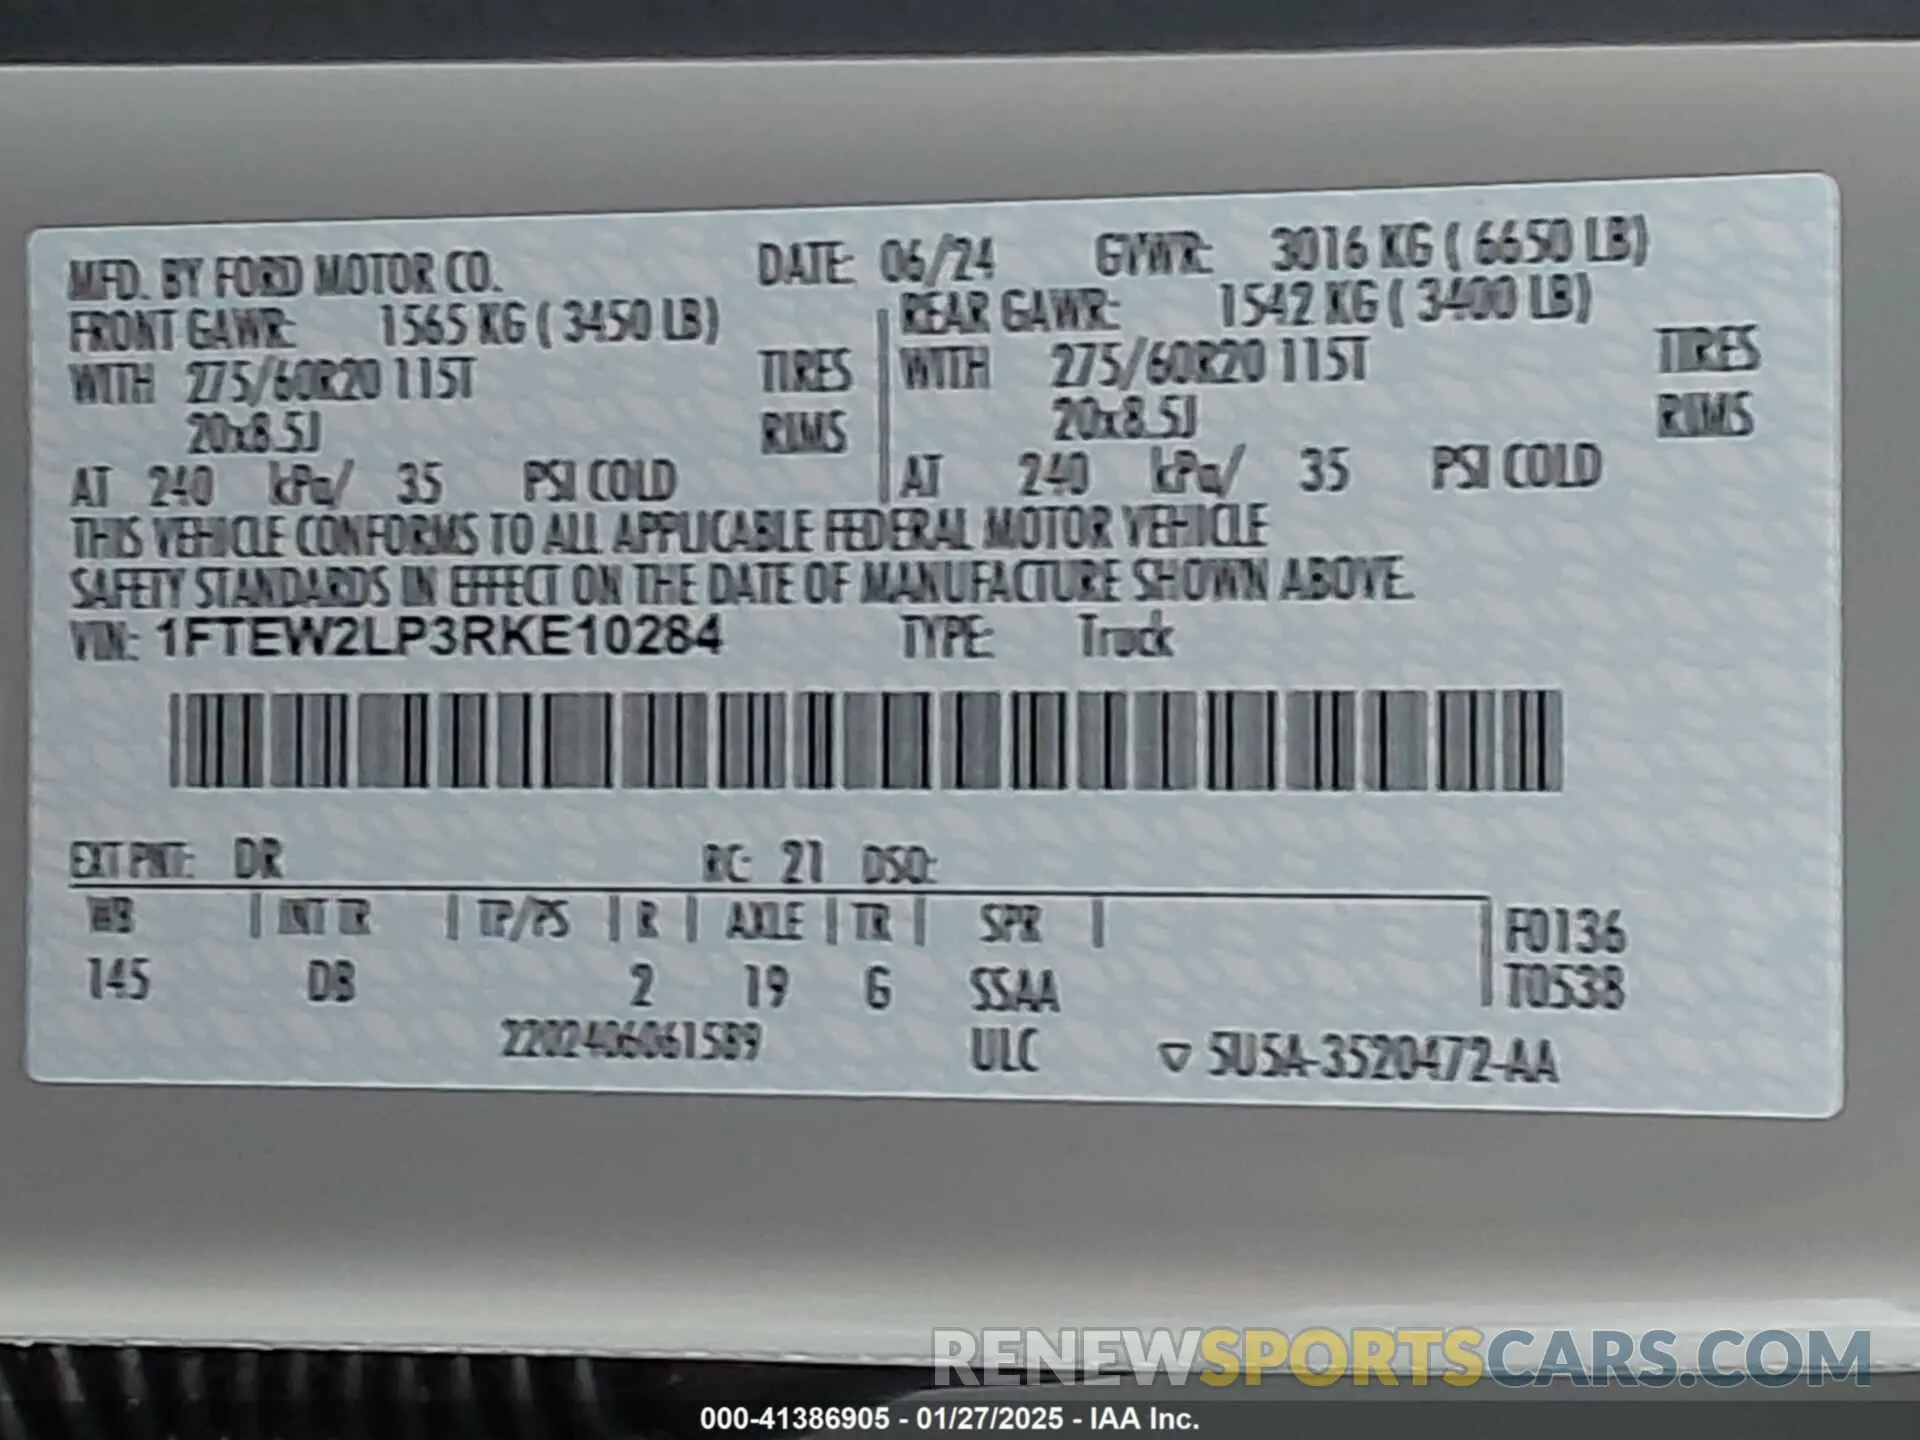 MFD. BY FORD MOTOR CO. DATE: 06/24 GVWR: 3016 KG ( 6650 LB)
FRONT GAWR: 1565 KG ( 3450 LB) REAR GAWR: 1542 KG ( 3400 LB)
WITH 275/60R20 115T TIRES WITH 275/60R20 115T TIRES
20x8.5J RIMS 20x8.5J RIMS
AT 240 kPa/ 35 PSI COLD AT 240 kPa/ 35 PSI COLD
THIS VEHICLE CONFORMS TO ALL APPLICABLE FEDERAL MOTOR VEHICLE
SAFETY STANDARDS IN EFFECT ON THE DATE OF MANUFACTURE SHOWN ABOVE.
VIN: 1FTEW2LP3RKE10284 TYPE: Truck
EXT PNT: DR RC: 21 DSO:
WB | INT TR | TP/PS | R | AXLE | TR | SPR | F0136
145 DB 2 19 G SSAA T0538
2202406061589 ULC ▽ 5U5A-3520472-AA
RENEWSPORTSCARS.COM
000-41386905 - 01/27/2025 - IAA Inc.